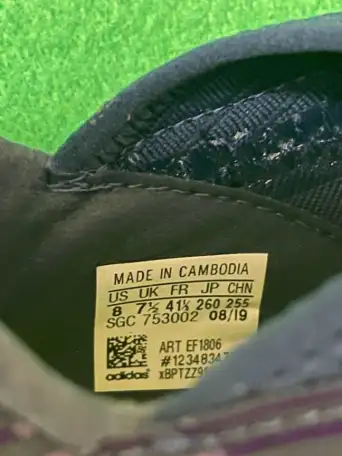 MADE IN CAMBODIA
US UK FR JP CHN
8 7½ 41⅓ 260 255
SGC 753002 08/19
ART EF1806
adidas